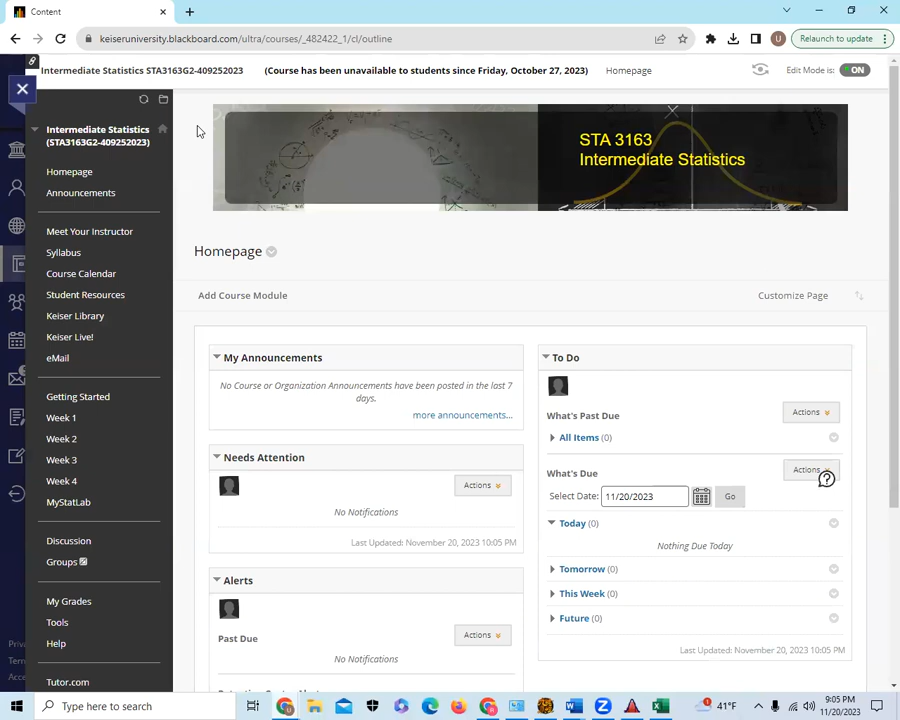 Content
keiseruniversity.blackboard.com/ultra/courses/_482422_1/cl/outline
U
Relaunch to update
Intermediate Statistics STA3163G2-409252023
(Course has been unavailable to students since Friday, October 27, 2023)
Homepage
Edit Mode is:
ON
Intermediate Statistics
(STA3163G2-409252023)
Homepage
Announcements
Meet Your Instructor
Syllabus
Course Calendar
Student Resources
Keiser Library
Keiser Live!
eMail
Getting Started
Week 1
Week 2
Week 3
Week 4
MyStatLab
Discussion
Groups
My Grades
Tools
Help
Tutor.com
Priva
Term
Acce
STA 3163
Intermediate Statistics
Homepage
Add Course Module
Customize Page
My Announcements
No Course or Organization Announcements have been posted in the last 7
days.
more announcements...
Needs Attention
Actions
No Notifications
Last Updated: November 20, 2023 10:05 PM
Alerts
Past Due
Actions
No Notifications
To Do
What's Past Due
Actions
All Items (0)
What's Due
Actions
Select Date:
11/20/2023
Go
Today (0)
Nothing Due Today
Tomorrow (0)
This Week (0)
Future (0)
Last Updated: November 20, 2023 10:05 PM
Type here to search
41°F
9:05 PM
11/20/2023